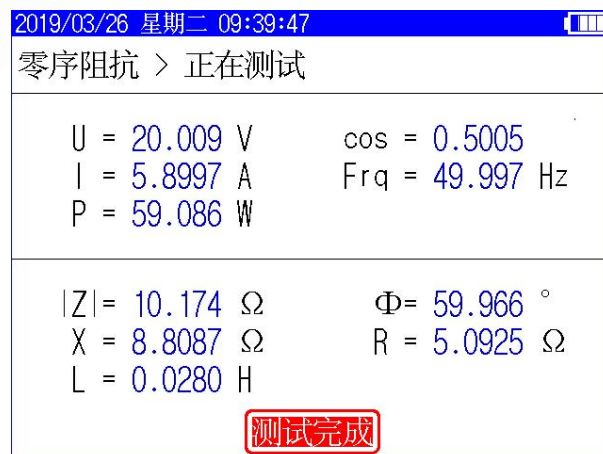 2019/03/26 星期二 09:39:47
零序阻抗 > 正在测试
U = 20.009 V cos = 0.5005
I = 5.8997 A Frq = 49.997 Hz
P = 59.086 W
|Z|= 10.174 Ω Φ= 59.966 °
X = 8.8087 Ω R = 5.0925 Ω
L = 0.0280 H
测试完成